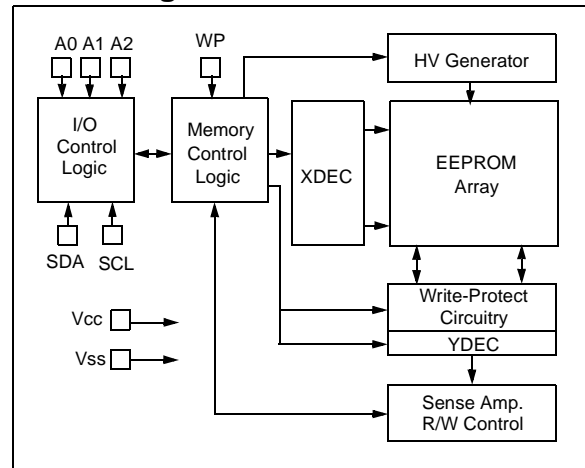 A0 A1 A2
WP
HV Generator
I/O
Control
Logic
Memory
Control
Logic
XDEC
EEPROM
Array
SDA
SCL
Write-Protect
Circuitry
YDEC
Vcc
Vss
Sense Amp.
R/W Control